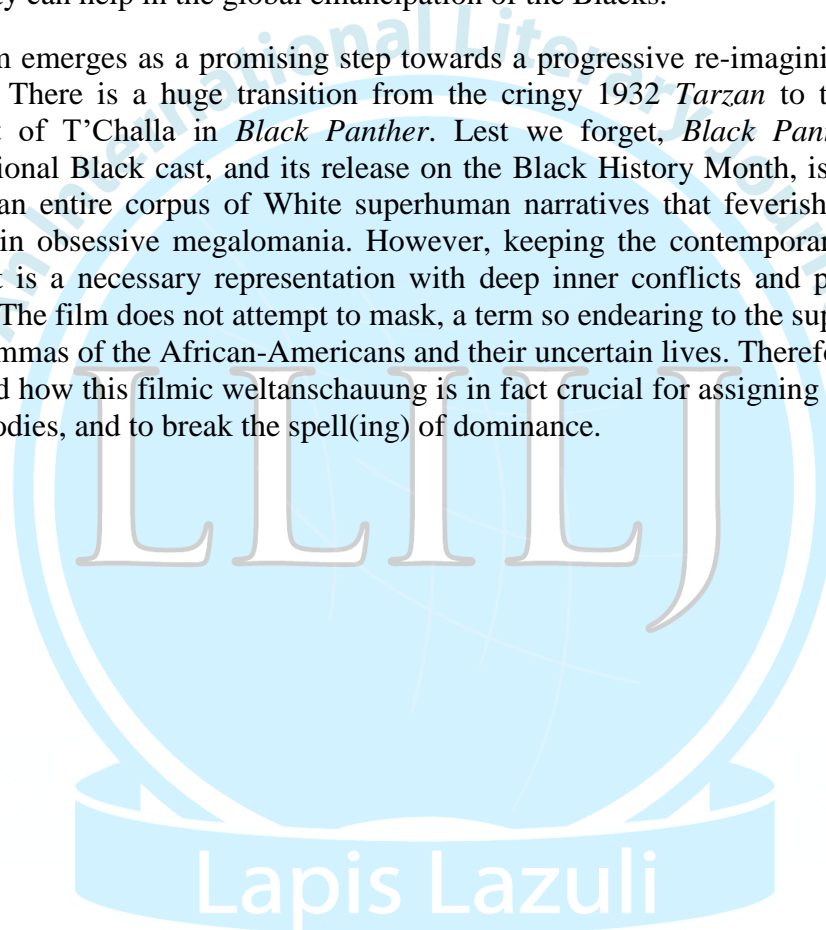 can help in the global emancipation of the Blacks.
emerges as a promising step towards a progressive re-imagini
There is a huge transition from the cringy 1932 Tarzan to t
of T’Challa in Black Panther. Lest we forget, Black Pan
ional Black cast, and its release on the Black History Month, is
an entire corpus of White superhuman narratives that feverish
in obsessive megalomania. However, keeping the contemporar
is a necessary representation with deep inner conflicts and p
The film does not attempt to mask, a term so endearing to the sup
mmas of the African-Americans and their uncertain lives. Therefo
how this filmic weltanschauung is in fact crucial for assigning
odies, and to break the spell(ing) of dominance.
An International Literary Journ
LLILJ
Lapis Lazuli